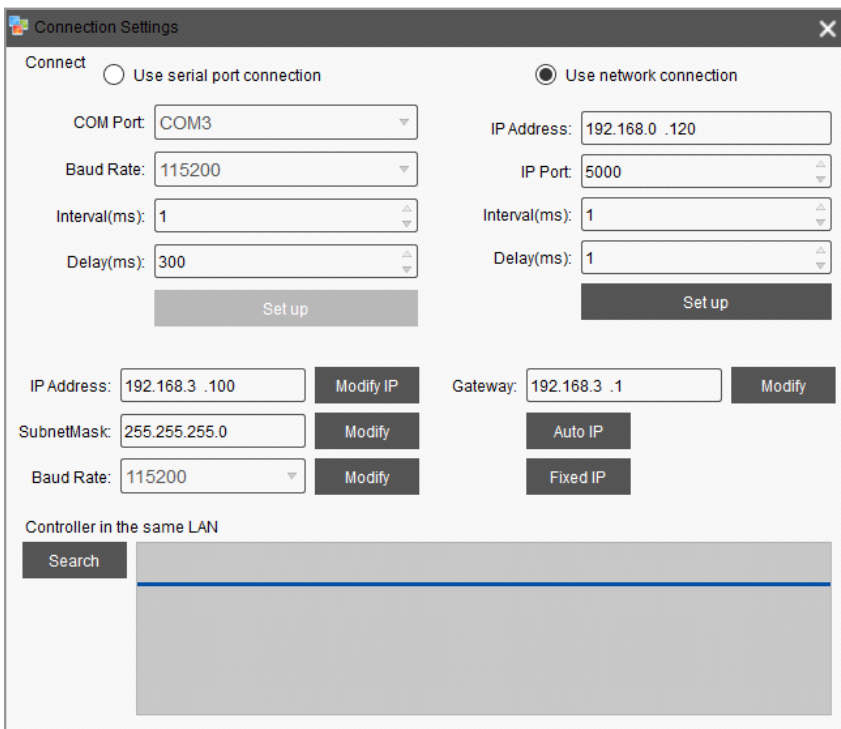 Connection Settings
Connect
Use serial port connection
Use network connection
COM Port: COM3
IP Address: 192.168.0 .120
Baud Rate: 115200
IP Port: 5000
Interval(ms): 1
Interval(ms): 1
Delay(ms): 300
Delay(ms): 1
Set up
Set up
IP Address: 192.168.3 .100 Modify IP
Gateway: 192.168.3 .1 Modify
SubnetMask: 255.255.255.0 Modify
Auto IP
Baud Rate: 115200 Modify
Fixed IP
Controller in the same LAN
Search